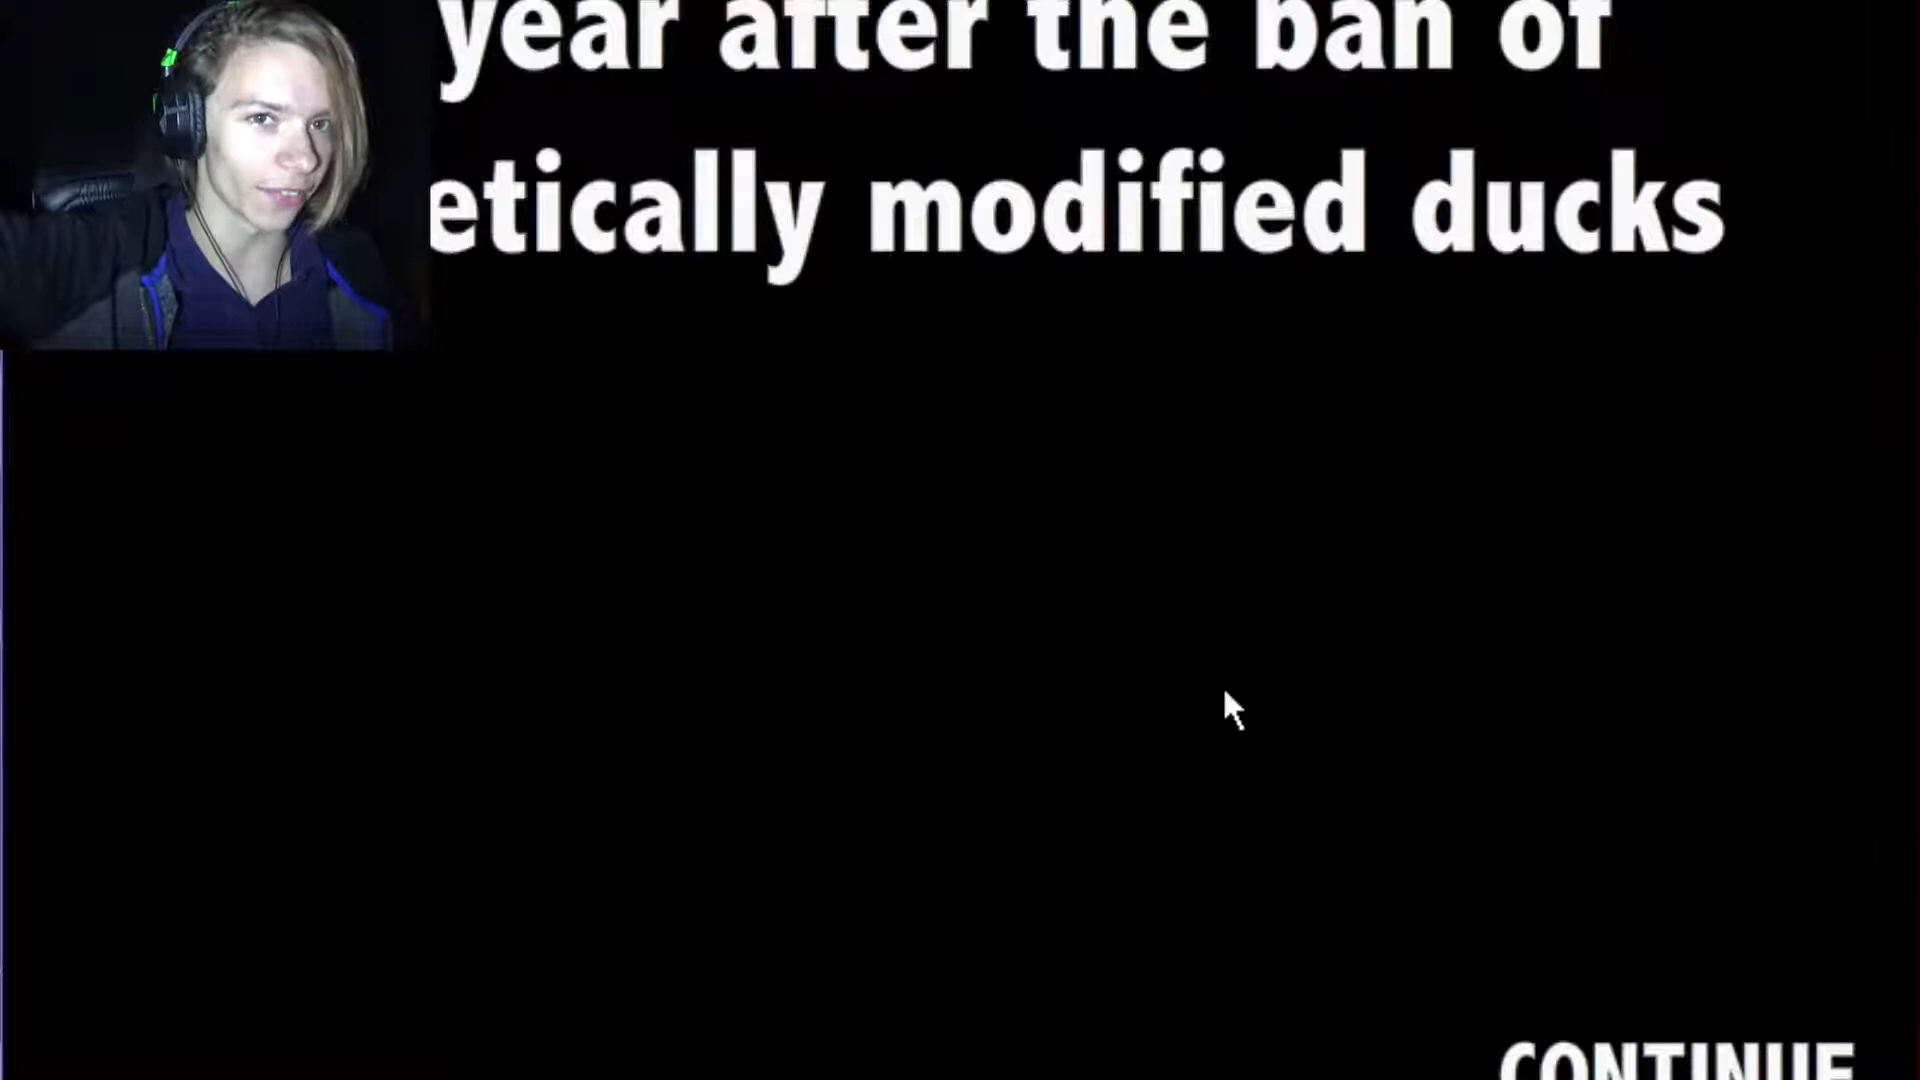 year after the ban of
etically modified ducks
CONTINUE